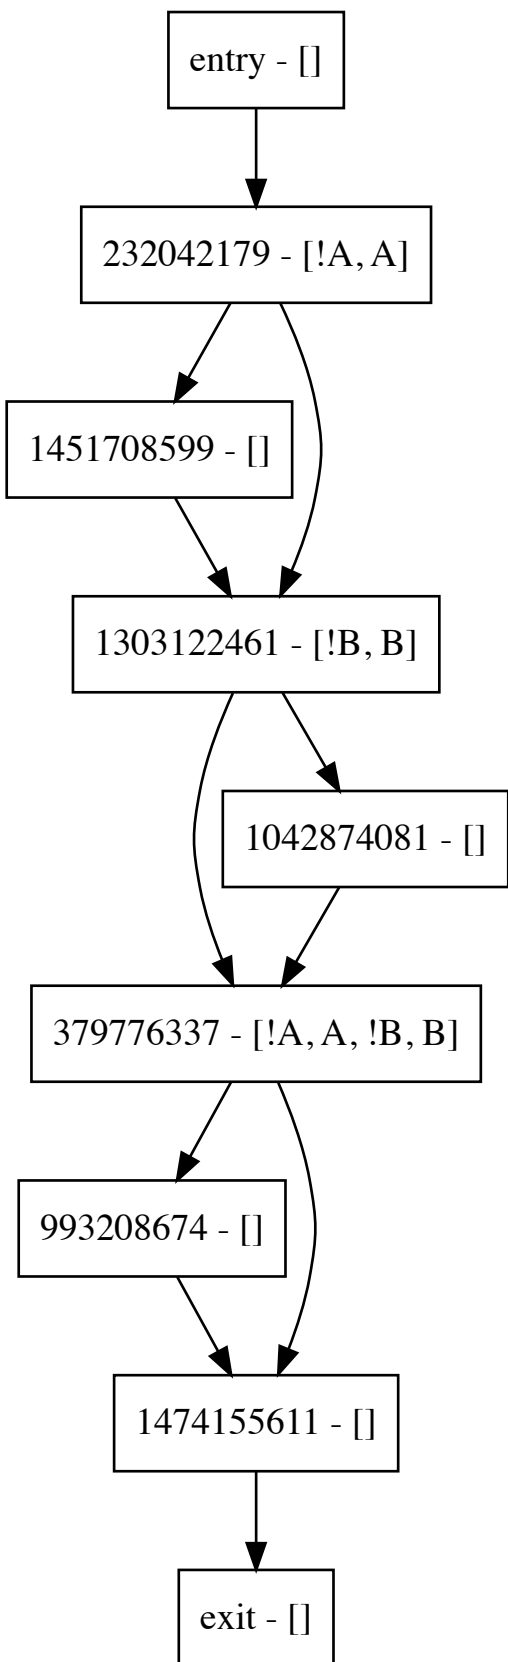 entry - []
232042179 - [!A, A]
1451708599 - []
1303122461 - [!B, B]
1042874081 - []
379776337 - [!A, A, !B, B]
993208674 - []
1474155611 - []
exit - []